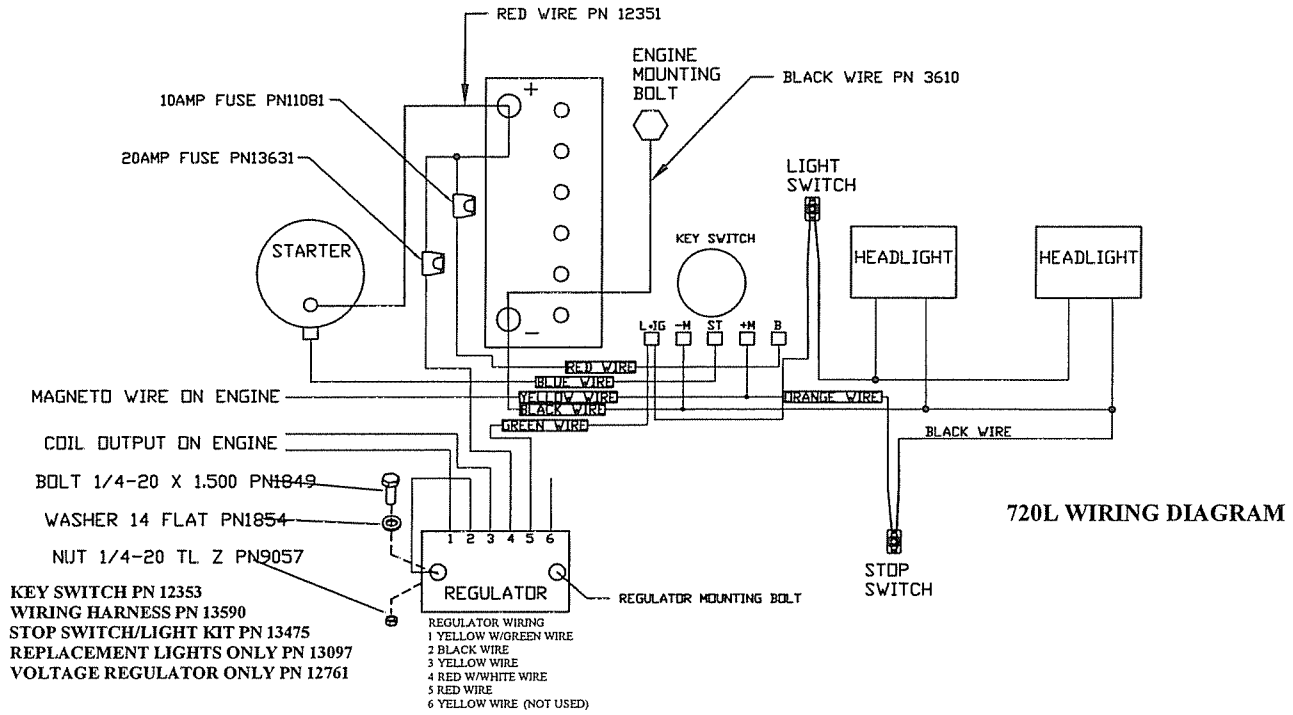 RED WIRE PN 12351
ENGINE
MOUNTING
BOLT
BLACK WIRE PN 3610
10AMP FUSE PN11081
20AMP FUSE PN13631
+
LIGHT
SWITCH
STARTER
KEY SWITCH
HEADLIGHT
HEADLIGHT
−
L+IG -M ST +M B
RED WIRE
BLUE WIRE
MAGNETO WIRE ON ENGINE
YELLOW WIRE
ORANGE WIRE
BLACK WIRE
GREEN WIRE
BLACK WIRE
COIL OUTPUT ON ENGINE
BOLT 1/4-20 X 1.500 PN1849
WASHER 14 FLAT PN1854
NUT 1/4-20 TL Z PN9057
720L WIRING DIAGRAM
1 2 3 4 5 6
REGULATOR
STOP
SWITCH
REGULATOR MOUNTING BOLT
KEY SWITCH PN 12353
WIRING HARNESS PN 13590
STOP SWITCH/LIGHT KIT PN 13475
REPLACEMENT LIGHTS ONLY PN 13097
VOLTAGE REGULATOR ONLY PN 12761
REGULATOR WIRING
1 YELLOW W/GREEN WIRE
2 BLACK WIRE
3 YELLOW WIRE
4 RED W/WHITE WIRE
5 RED WIRE
6 YELLOW WIRE (NOT USED)